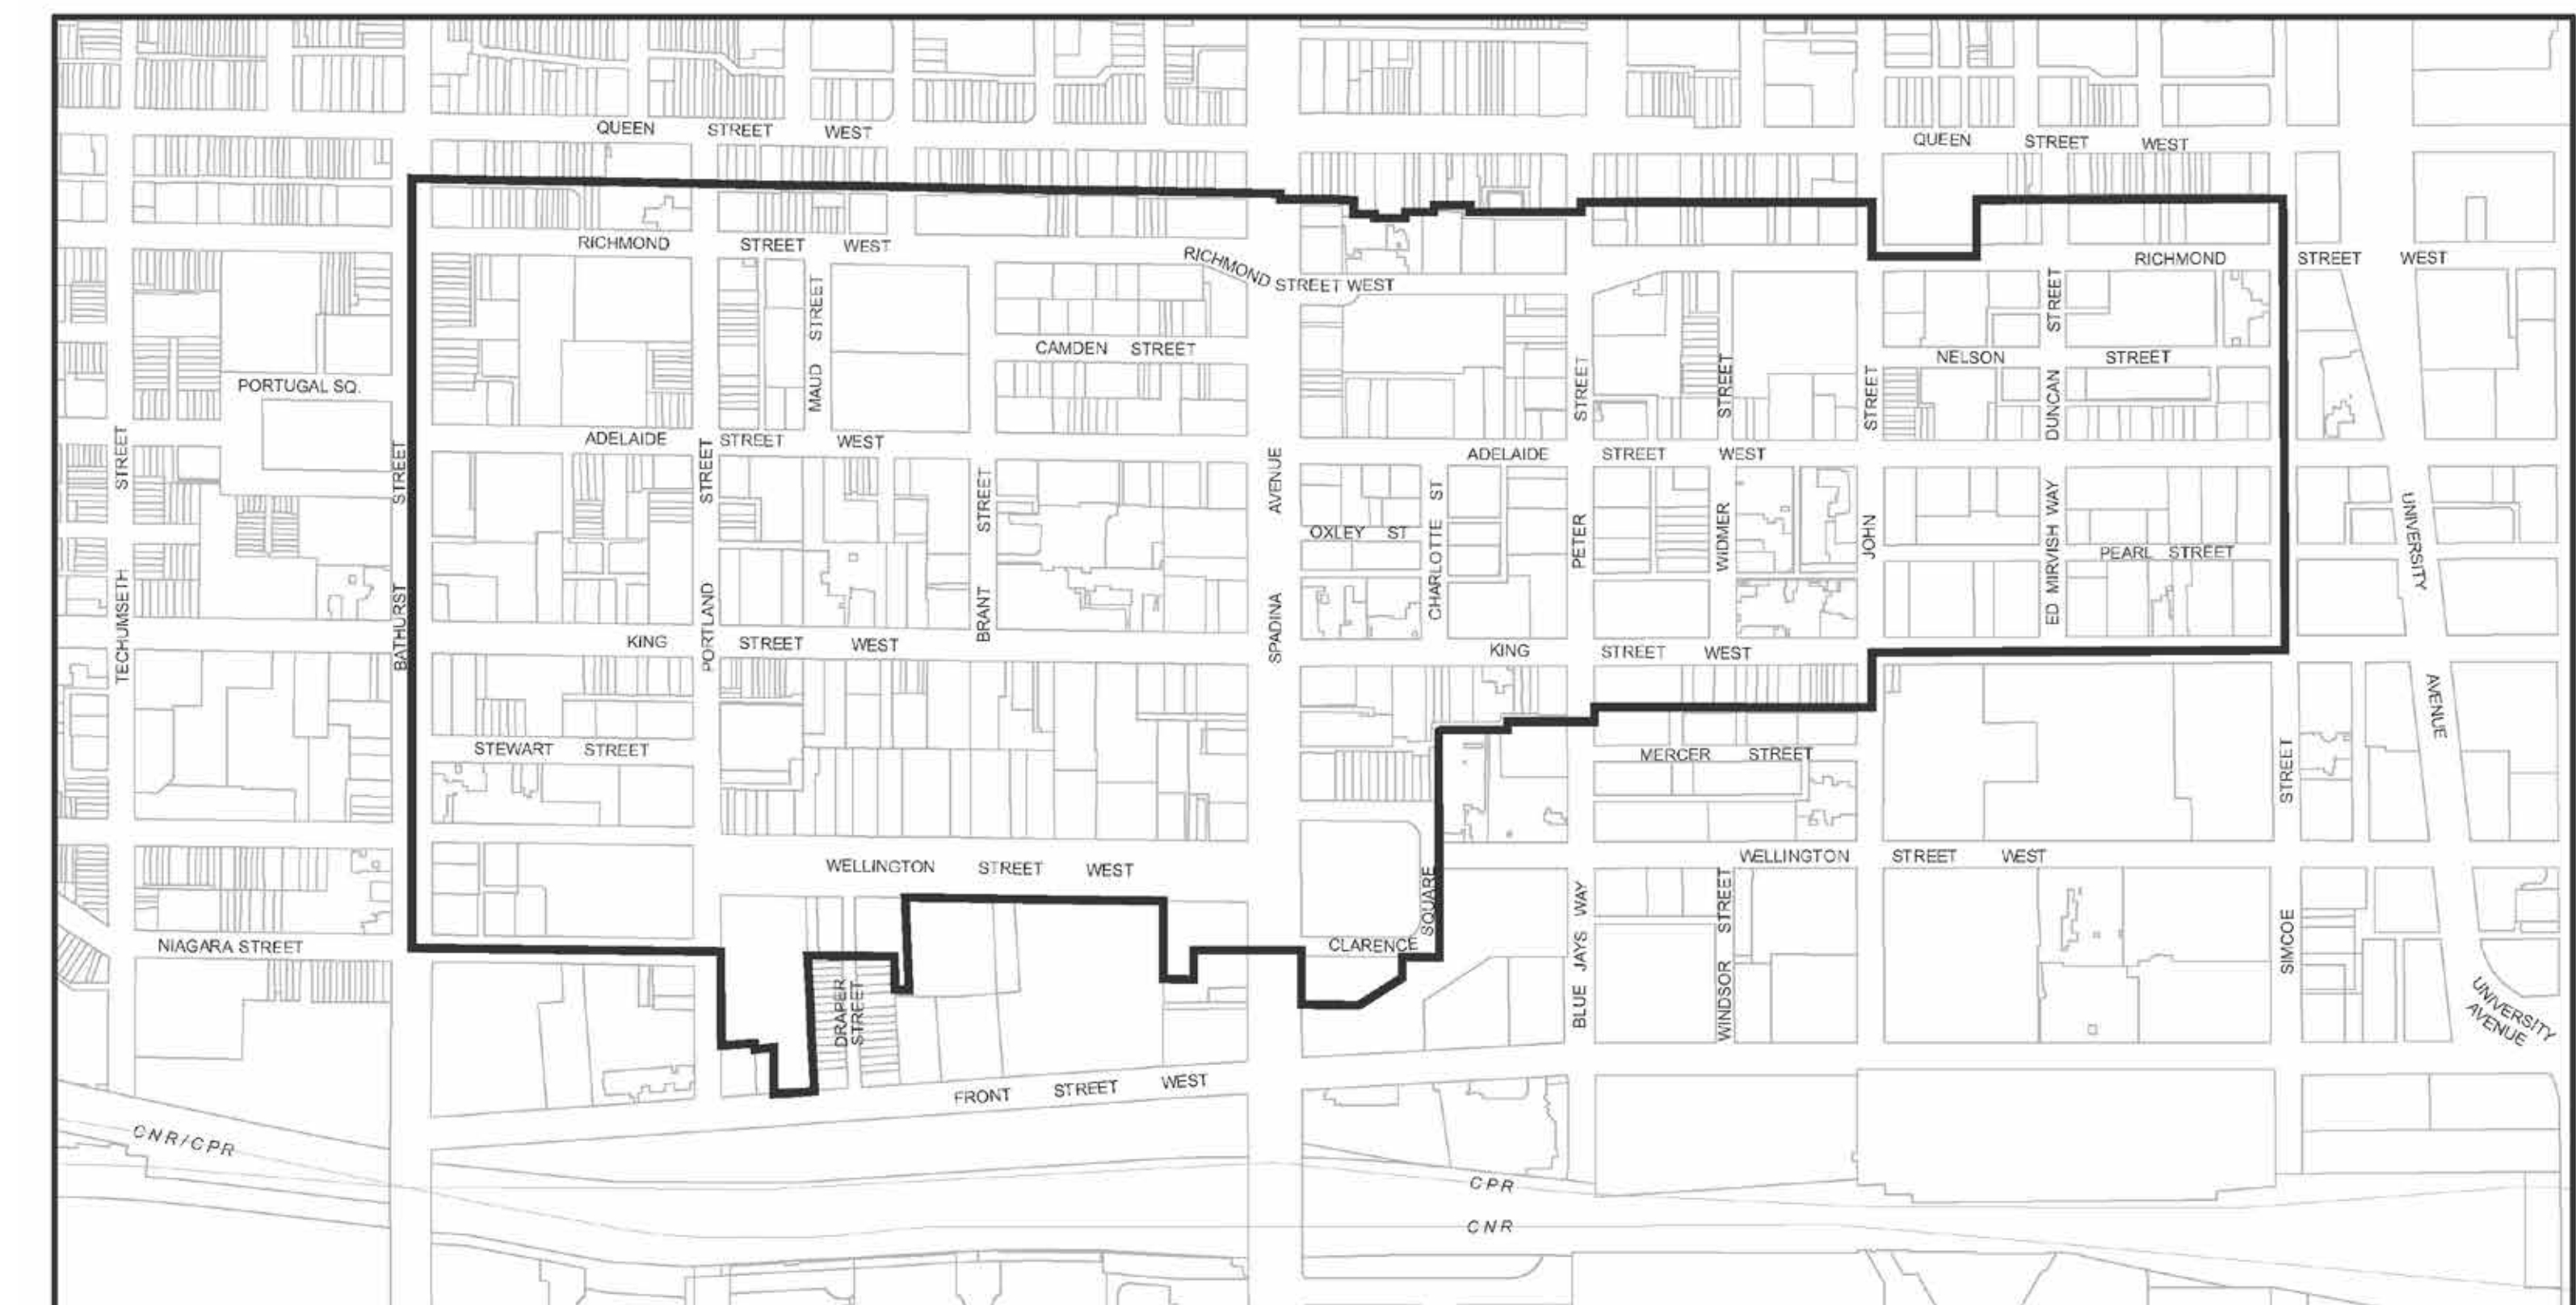 QUEEN STREET WEST
QUEEN STREET WEST
RICHMOND STREET WEST
RICHMOND STREET WEST
RICHMOND STREET WEST
MAUD STREET
CAMDEN STREET
NELSON STREET
DUNCAN STREET
PORTUGAL SQ.
ADELAIDE STREET WEST
ADELAIDE STREET WEST
TECHUMSETH STREET
BATHURST STREET
PORTLAND STREET
BRANT STREET
SPADINA AVENUE
OXLEY ST
CHARLOTTE ST
PETER STREET
WIDMER STREET
JOHN STREET
ED MIRVISH WAY
PEARL STREET
UNIVERSITY AVENUE
KING STREET WEST
KING STREET WEST
STEWART STREET
MERCER STREET
WELLINGTON STREET WEST
WELLINGTON STREET WEST
NIAGARA STREET
CLARENCE SQUARE
DRAPER STREET
BLUE JAYS WAY
WINDSOR STREET
SIMCOE STREET
UNIVERSITY AVENUE
FRONT STREET WEST
CNR/CPR
CPR
CNR